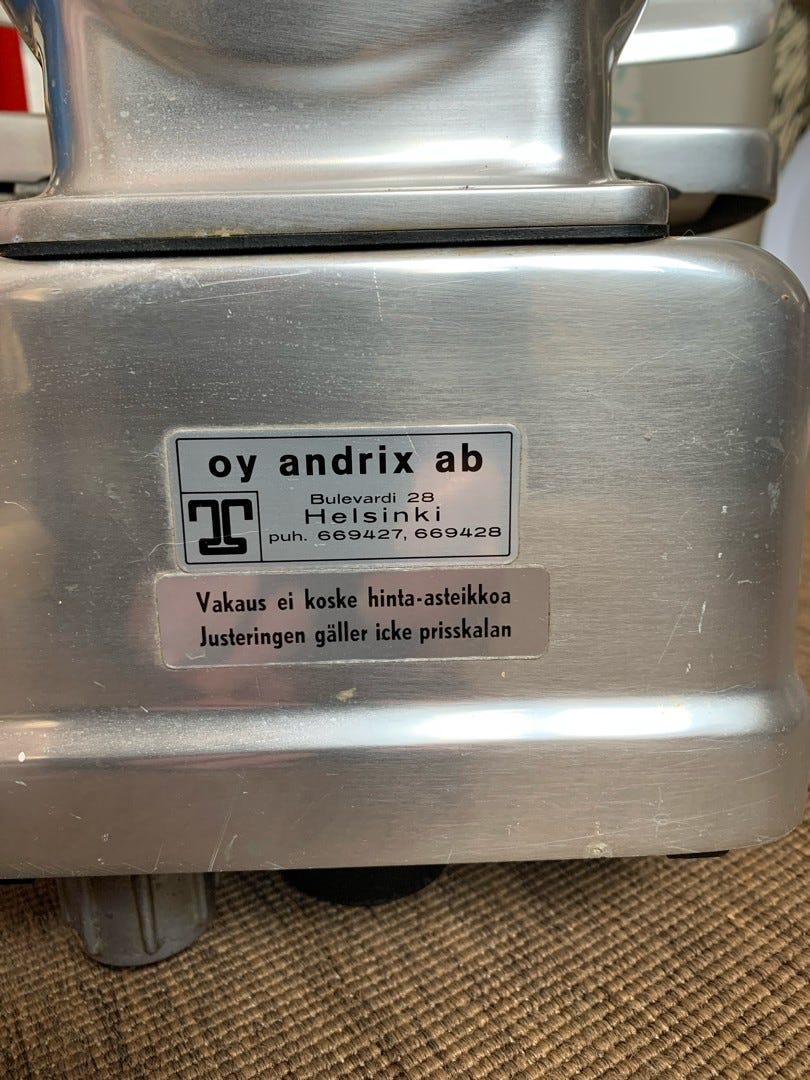 oy andrix ab
Bulevardi 28
Helsinki
puh. 669427, 669428
Vakaus ei koske hinta-asteikkoa
Justeringen gäller icke prisskalan